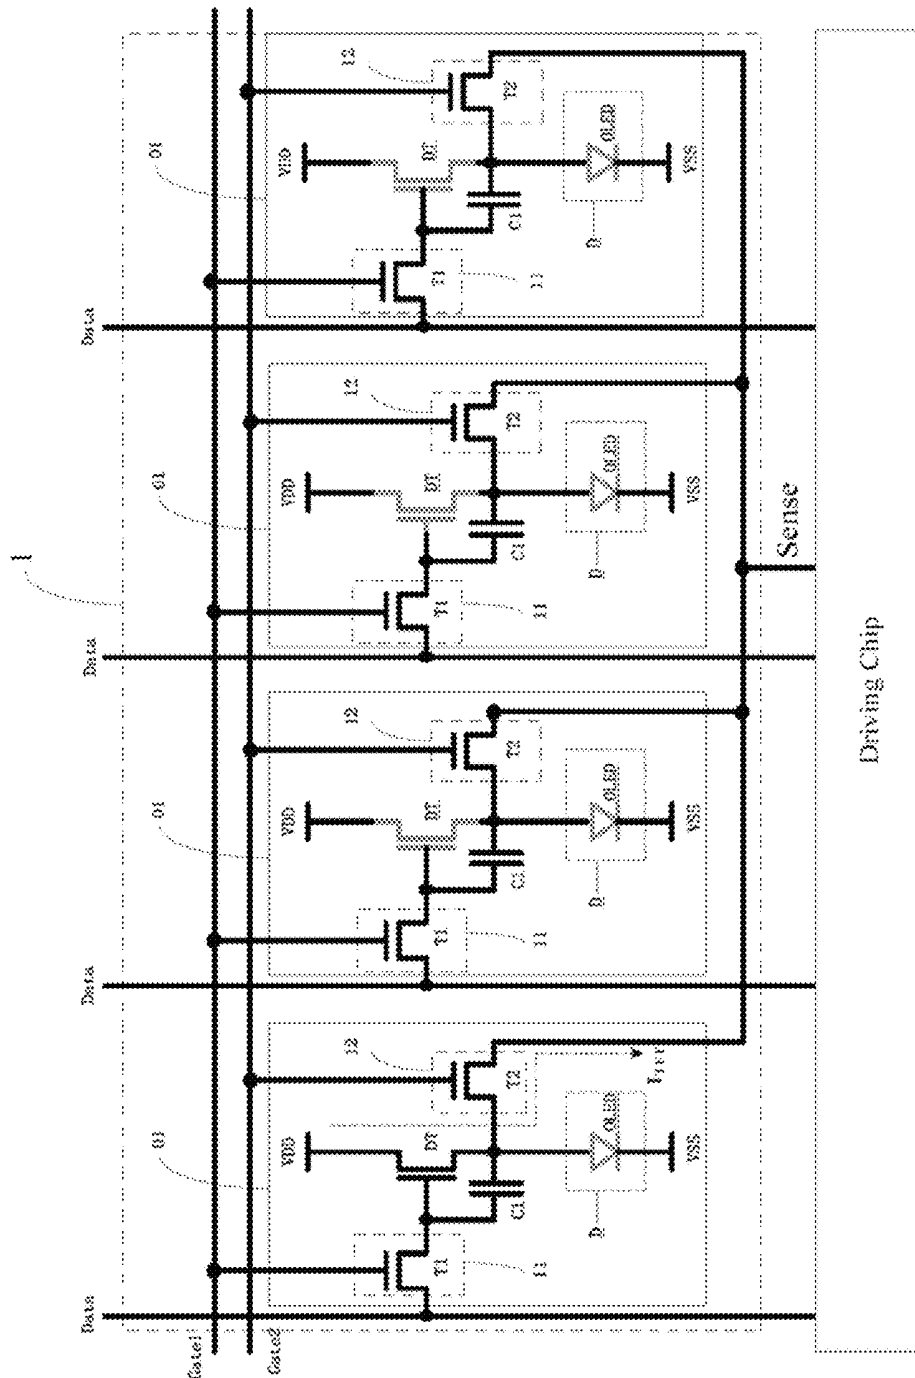 1
Gate1
Gate2
Data
01
VDD
12
T2
DT
C1
T1
11
D
OLED
VSS
Data
01
VDD
12
T2
DT
C1
T1
11
D
OLED
VSS
Data
01
VDD
12
T2
DT
C1
T1
11
D
OLED
VSS
Data
01
VDD
12
T2
DT
C1
T1
11
D
OLED
VSS
Sense
Driving Chip